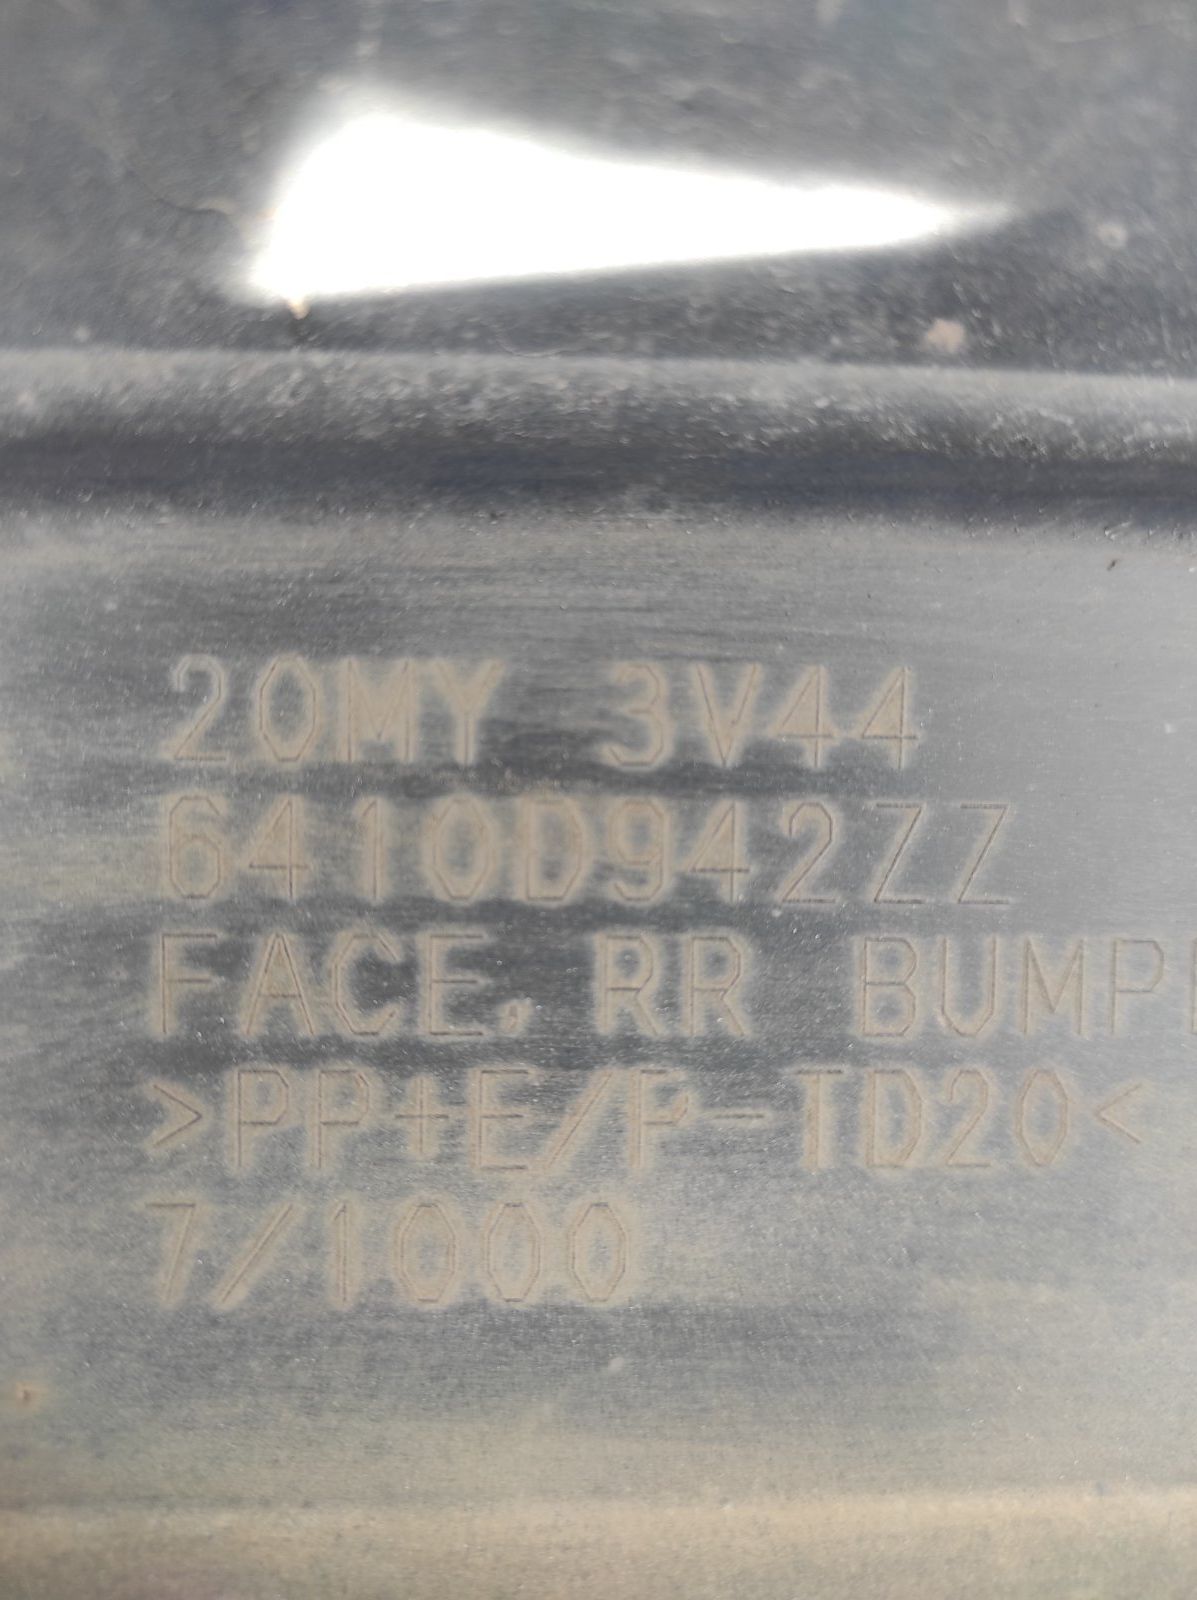 20MY 3V44
6410D942ZZ
FACE, RR BUMP
>PP+E/P-TD20<
7/1000